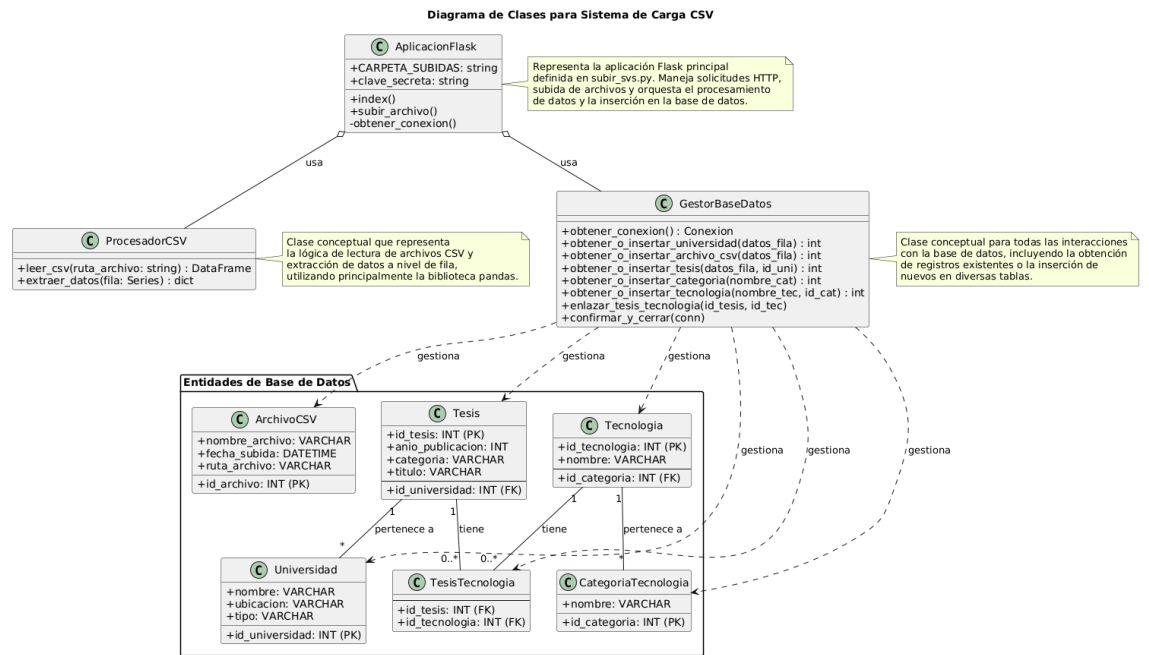 Diagrama de Clases para Sistema de Carga CSV
C AplicacionFlask
+CARPETA_SUBIDAS: string
+clave_secreta: string
+index()
+subir_archivo()
-obtener_conexion()
Representa la aplicación Flask principal
definida en subir_svs.py. Maneja solicitudes HTTP,
subida de archivos y orquesta el procesamiento
de datos y la inserción en la base de datos.
usa
usa
C ProcesadorCSV
+leer_csv(ruta_archivo: string) : DataFrame
+extraer_datos(fila: Series) : dict
Clase conceptual que representa
la lógica de lectura de archivos CSV y
extracción de datos a nivel de fila,
utilizando principalmente la biblioteca pandas.
C GestorBaseDatos
+obtener_conexion() : Conexion
+obtener_o_insertar_universidad(datos_fila) : int
+obtener_o_insertar_archivo_csv(datos_fila) : int
+obtener_o_insertar_tesis(datos_fila, id_uni) : int
+obtener_o_insertar_categoria(nombre_cat) : int
+obtener_o_insertar_tecnologia(nombre_tec, id_cat) : int
+enlazar_tesis_tecnologia(id_tesis, id_tec)
+confirmar_y_cerrar(conn)
Clase conceptual para todas las interacciones
con la base de datos, incluyendo la obtención
de registros existentes o la inserción de
nuevos en diversas tablas.
gestiona
gestiona
gestiona
Entidades de Base de Datos
C ArchivoCSV
+nombre_archivo: VARCHAR
+fecha_subida: DATETIME
+ruta_archivo: VARCHAR
+id_archivo: INT (PK)
C Tesis
+id_tesis: INT (PK)
+anio_publicacion: INT
+categoria: VARCHAR
+titulo: VARCHAR
+id_universidad: INT (FK)
C Tecnologia
+id_tecnologia: INT (PK)
+nombre: VARCHAR
+id_categoria: INT (FK)
gestiona
gestiona
gestiona
1
1
1
1
pertenece a
tiene
tiene
pertenece a
*
0..*
0..*
*
C Universidad
+nombre: VARCHAR
+ubicacion: VARCHAR
+tipo: VARCHAR
+id_universidad: INT (PK)
C TesisTecnologia
+id_tesis: INT (FK)
+id_tecnologia: INT (FK)
C CategoriaTecnologia
+nombre: VARCHAR
+id_categoria: INT (PK)